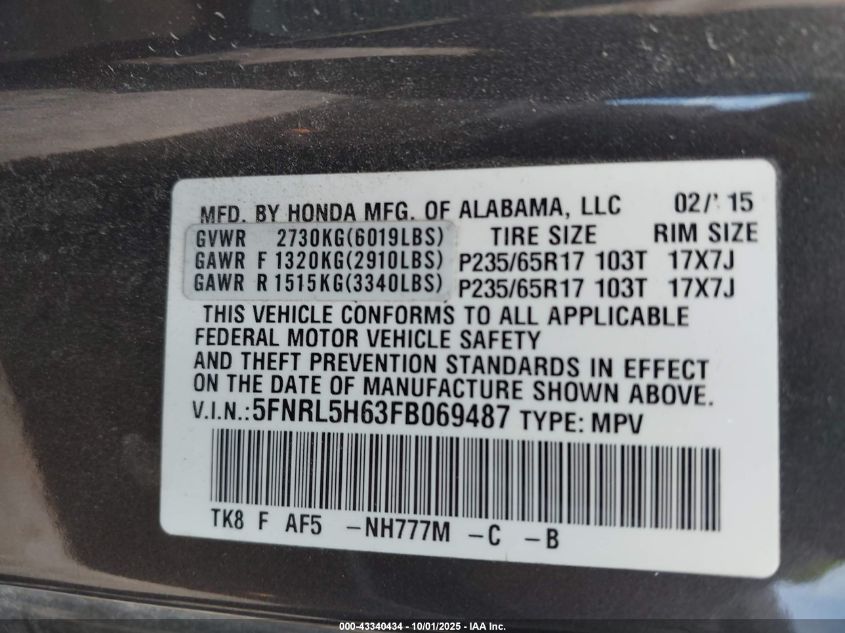 MFD. BY HONDA MFG. OF ALABAMA, LLC 02/15
GVWR 2730KG(6019LBS) TIRE SIZE RIM SIZE
GAWR F 1320KG(2910LBS) P235/65R17 103T 17X7J
GAWR R 1515KG(3340LBS) P235/65R17 103T 17X7J
THIS VEHICLE CONFORMS TO ALL APPLICABLE
FEDERAL MOTOR VEHICLE SAFETY
AND THEFT PREVENTION STANDARDS IN EFFECT
ON THE DATE OF MANUFACTURE SHOWN ABOVE.
V.I.N.: 5FNRL5H63FB069487 TYPE: MPV
TK8 F AF5 -NH777M -C -B
000-43340434 - 10/01/2025 - IAA Inc.